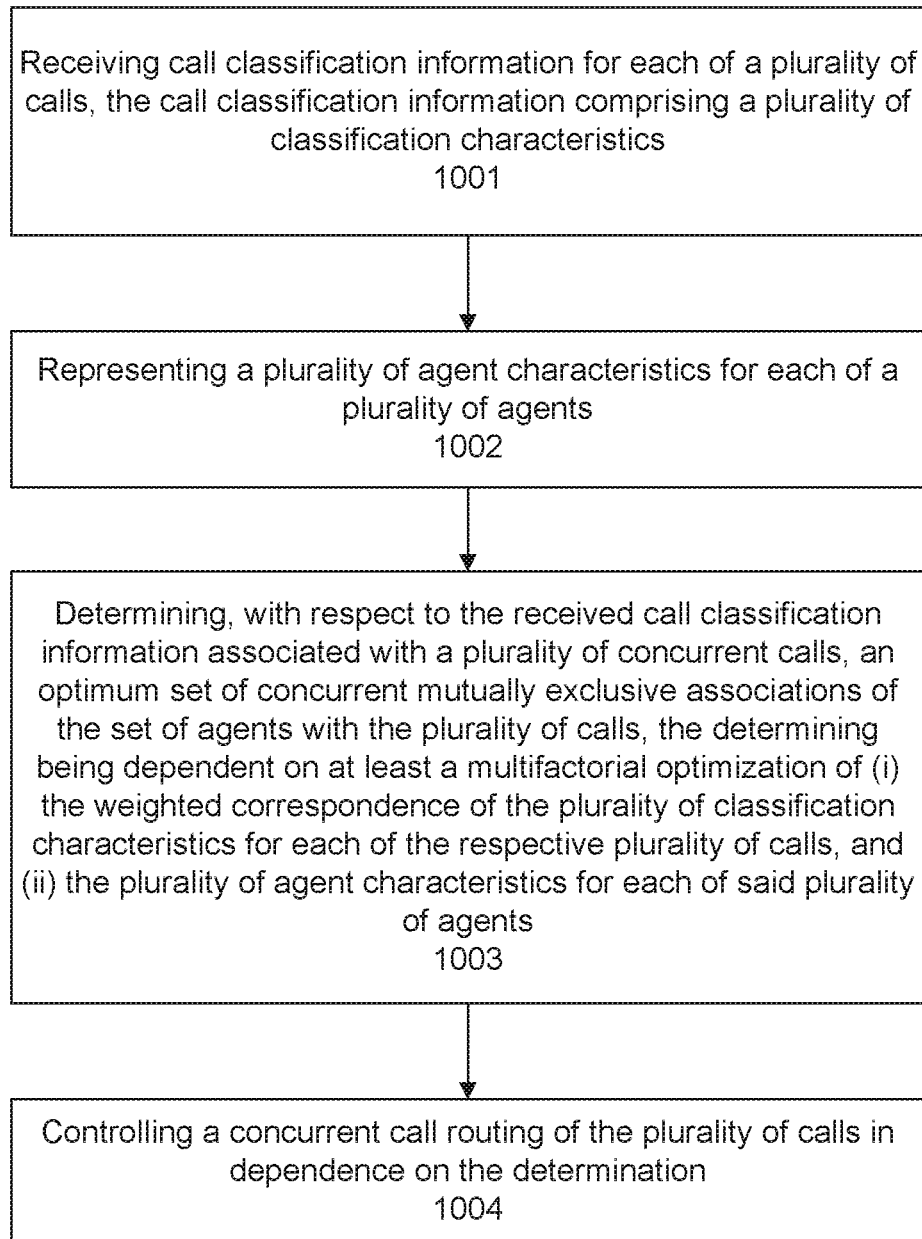 Receiving call classification information for each of a plurality of
calls, the call classification information comprising a plurality of
classification characteristics
1001
Representing a plurality of agent characteristics for each of a
plurality of agents
1002
Determining, with respect to the received call classification
information associated with a plurality of concurrent calls, an
optimum set of concurrent mutually exclusive associations of
the set of agents with the plurality of calls, the determining
being dependent on at least a multifactorial optimization of (i)
the weighted correspondence of the plurality of classification
characteristics for each of the respective plurality of calls, and
(ii) the plurality of agent characteristics for each of said plurality
of agents
1003
Controlling a concurrent call routing of the plurality of calls in
dependence on the determination
1004